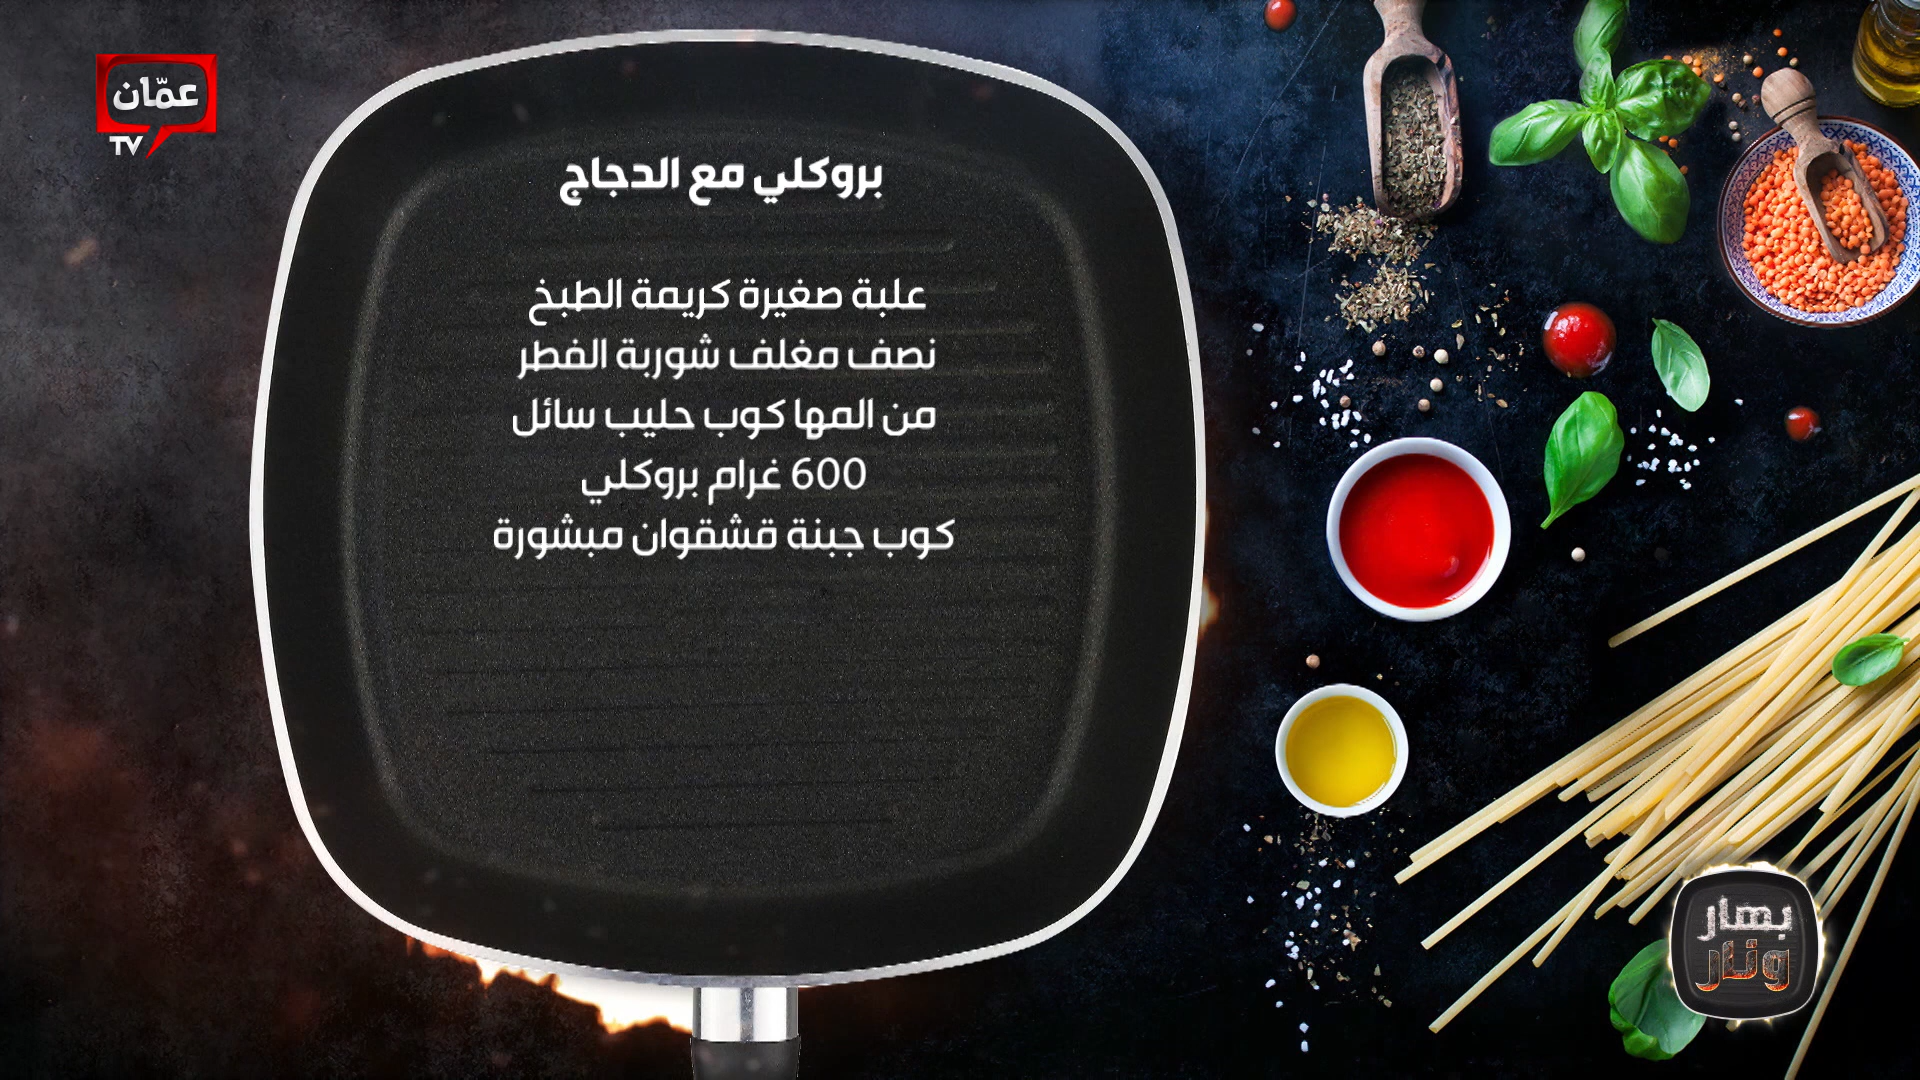 عمّان
TV
بروكلي مع الدجاج
علبة صغيرة كريمة الطبخ
نصف مغلف شوربة الفطر
من المها كوب حليب سائل
600 غرام بروكلي
كوب جبنة قشقوان مبشورة
بهار
ونار